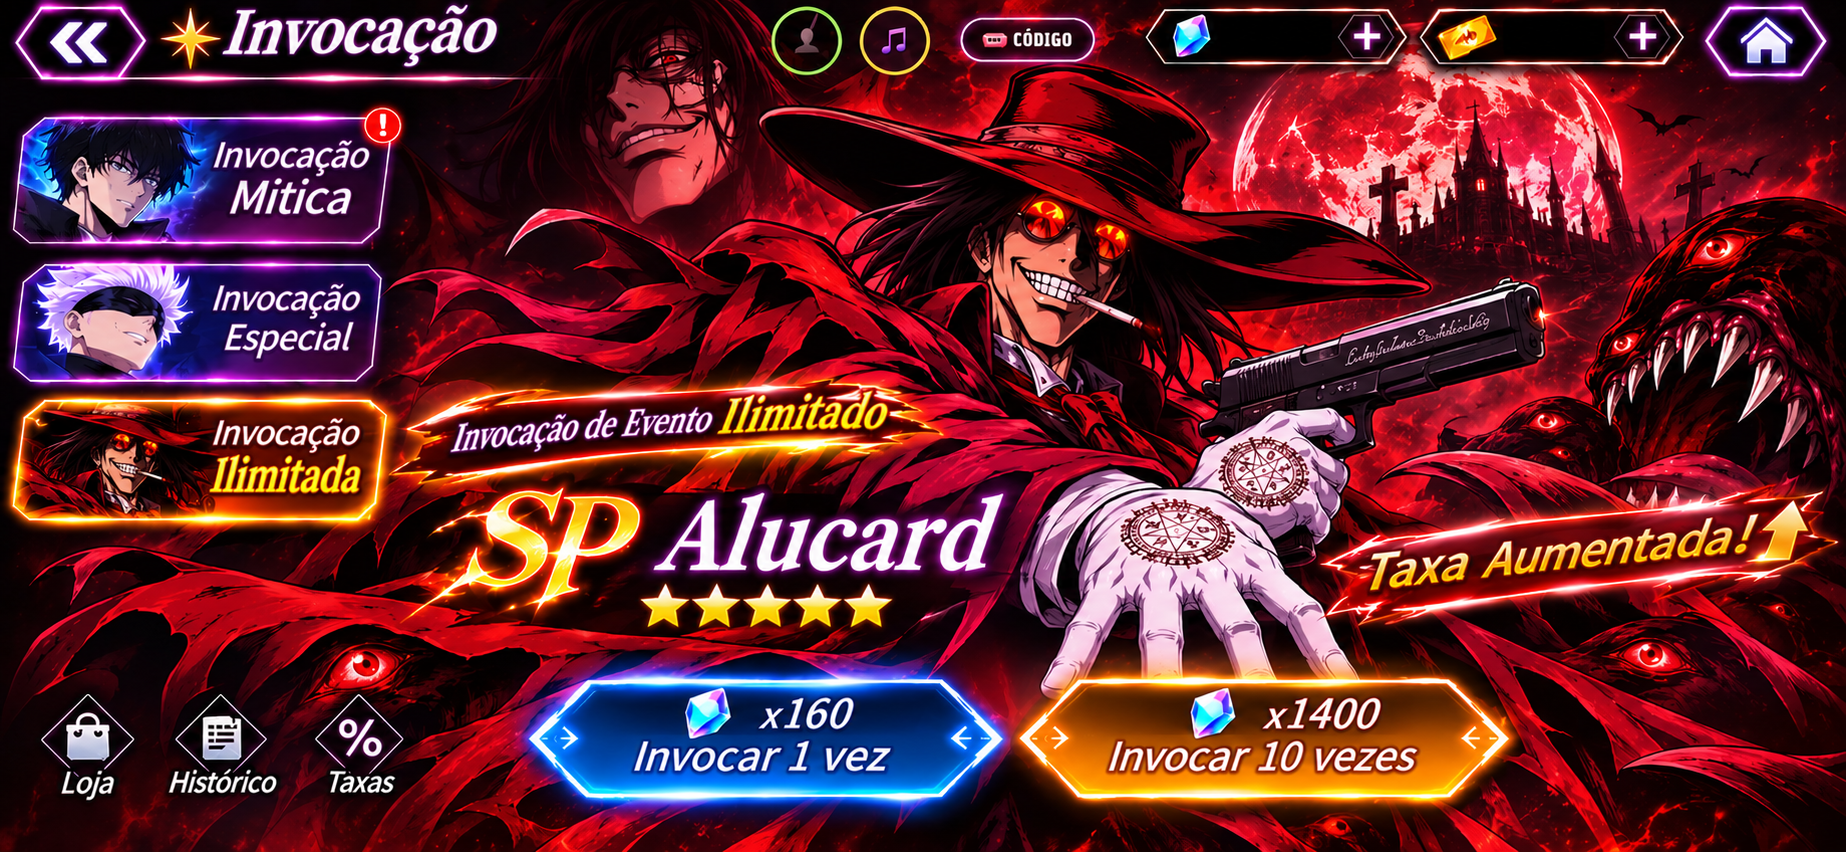 Invocação
CÓDIGO
Invocação
Mitica
!
Invocação
Especial
Invocação
Ilimitada
Invocação de Evento Ilimitado
SP Alucard
Taxa Aumentada!
x160
Invocar 1 vez
x1400
Invocar 10 vezes
Loja
Histórico
%
Taxas